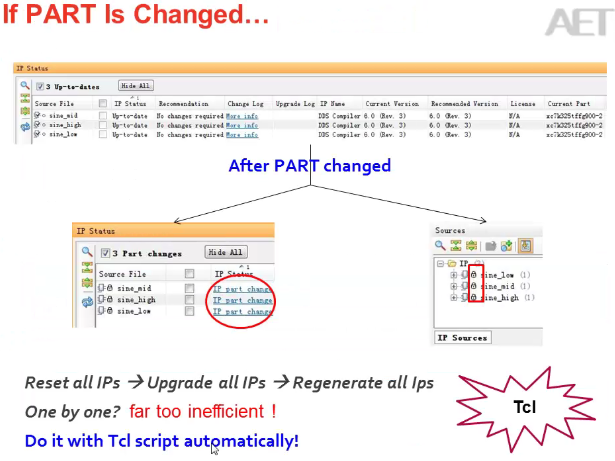 If PART Is Changed...
AET
IP Status
3 Up-to-dates Hide All
Source File IP Status Recommendation Change Log Upgrade Log IP Name Current Version Recommended Version License Current Part
sine_mid Up-to-date No changes required More info DDS Compiler 6.0 (Rev. 3) 6.0 (Rev. 3) N/A xc7k325tffg900-2
sine_high Up-to-date No changes required More info DDS Compiler 6.0 (Rev. 3) 6.0 (Rev. 3) N/A xc7k325tffg900-2
sine_low Up-to-date No changes required More info DDS Compiler 6.0 (Rev. 3) 6.0 (Rev. 3) N/A xc7k325tffg900-2
After PART changed
IP Status
3 Part changes Hide All
Source File IP Status
sine_mid IP part change
sine_high IP part change
sine_low IP part change
Sources
IP (3)
sine_low (1)
sine_mid (1)
sine_high (1)
IP Sources
Reset all IPs → Upgrade all IPs → Regenerate all Ips
One by one? far too inefficient !
Do it with Tcl script automatically!
Tcl